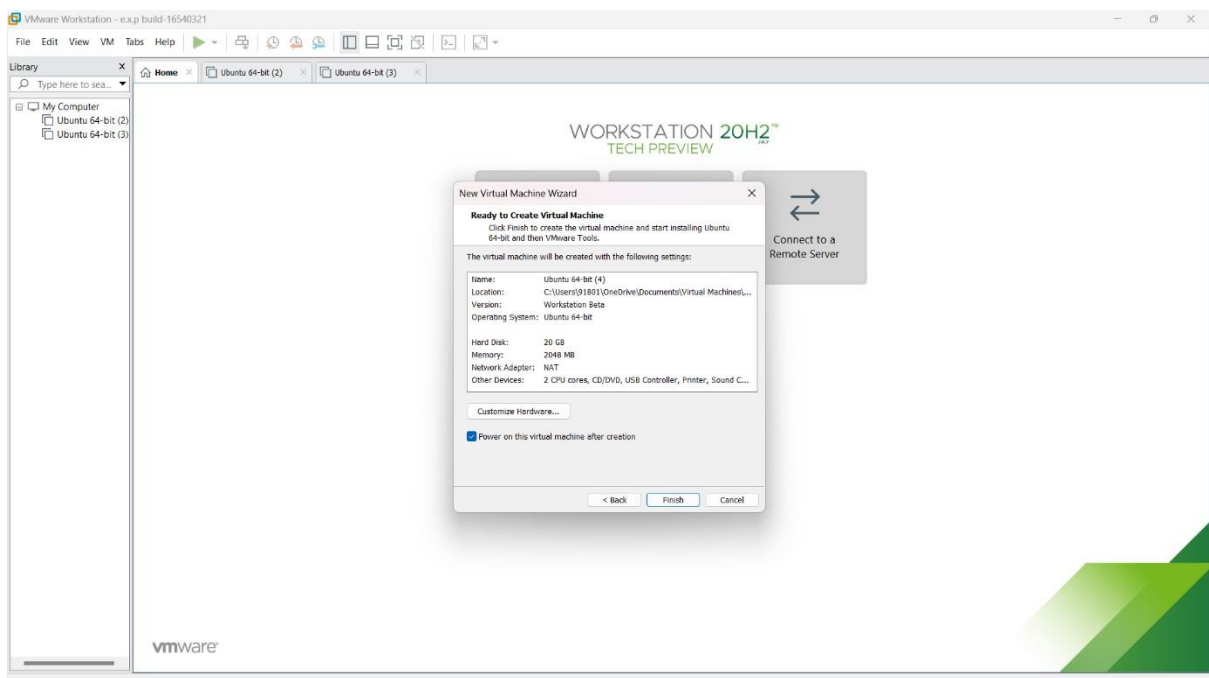 VMware Workstation - e.x.p build-16540321
File Edit View VM Tabs Help
Library X
Type here to sea...
My Computer
Ubuntu 64-bit (2)
Ubuntu 64-bit (3)
Home
Ubuntu 64-bit (2)
Ubuntu 64-bit (3)
WORKSTATION 20H2™
JULY
TECH PREVIEW
New Virtual Machine Wizard
Ready to Create Virtual Machine
Click Finish to create the virtual machine and start installing Ubuntu
64-bit and then VMware Tools.
The virtual machine will be created with the following settings:
Name: Ubuntu 64-bit (4)
Location: C:\Users\91801\OneDrive\Documents\Virtual Machines\...
Version: Workstation Beta
Operating System: Ubuntu 64-bit
Hard Disk: 20 GB
Memory: 2048 MB
Network Adapter: NAT
Other Devices: 2 CPU cores, CD/DVD, USB Controller, Printer, Sound C...
Customize Hardware...
Power on this virtual machine after creation
< Back Finish Cancel
Connect to a
Remote Server
vmware